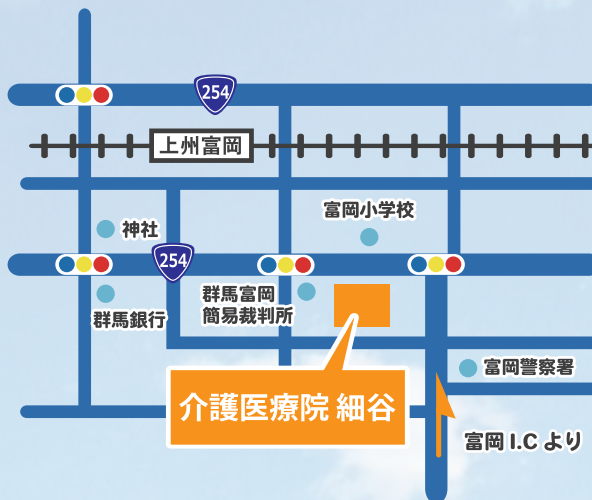 254
上州富岡
富岡小学校
神社
254
群馬富岡
簡易裁判所
群馬銀行
富岡警察署
介護医療院 細谷
富岡 I.C より